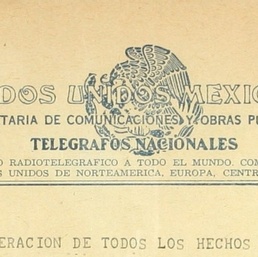 DOS UNIDOS MEXIC
TARIA DE COMUNICACIONES Y OBRAS P
TELEGRAFOS NACIONALES
O RADIOTELEGRAFICO A TODO EL MUNDO. COM
S UNIDOS DE NORTEAMERICA, EUROPA, CENTR
ERACION DE TODOS LOS HECHOS